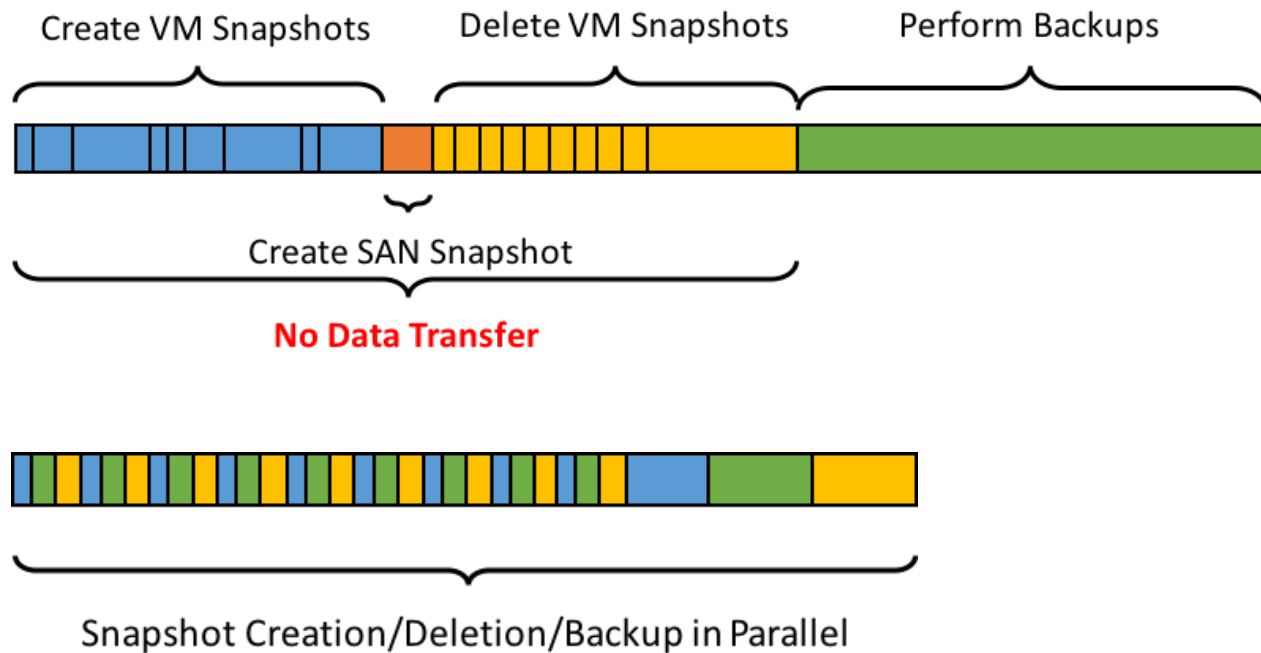 Create VM Snapshots
Delete VM Snapshots
Perform Backups
Create SAN Snapshot
No Data Transfer
Snapshot Creation/Deletion/Backup in Parallel